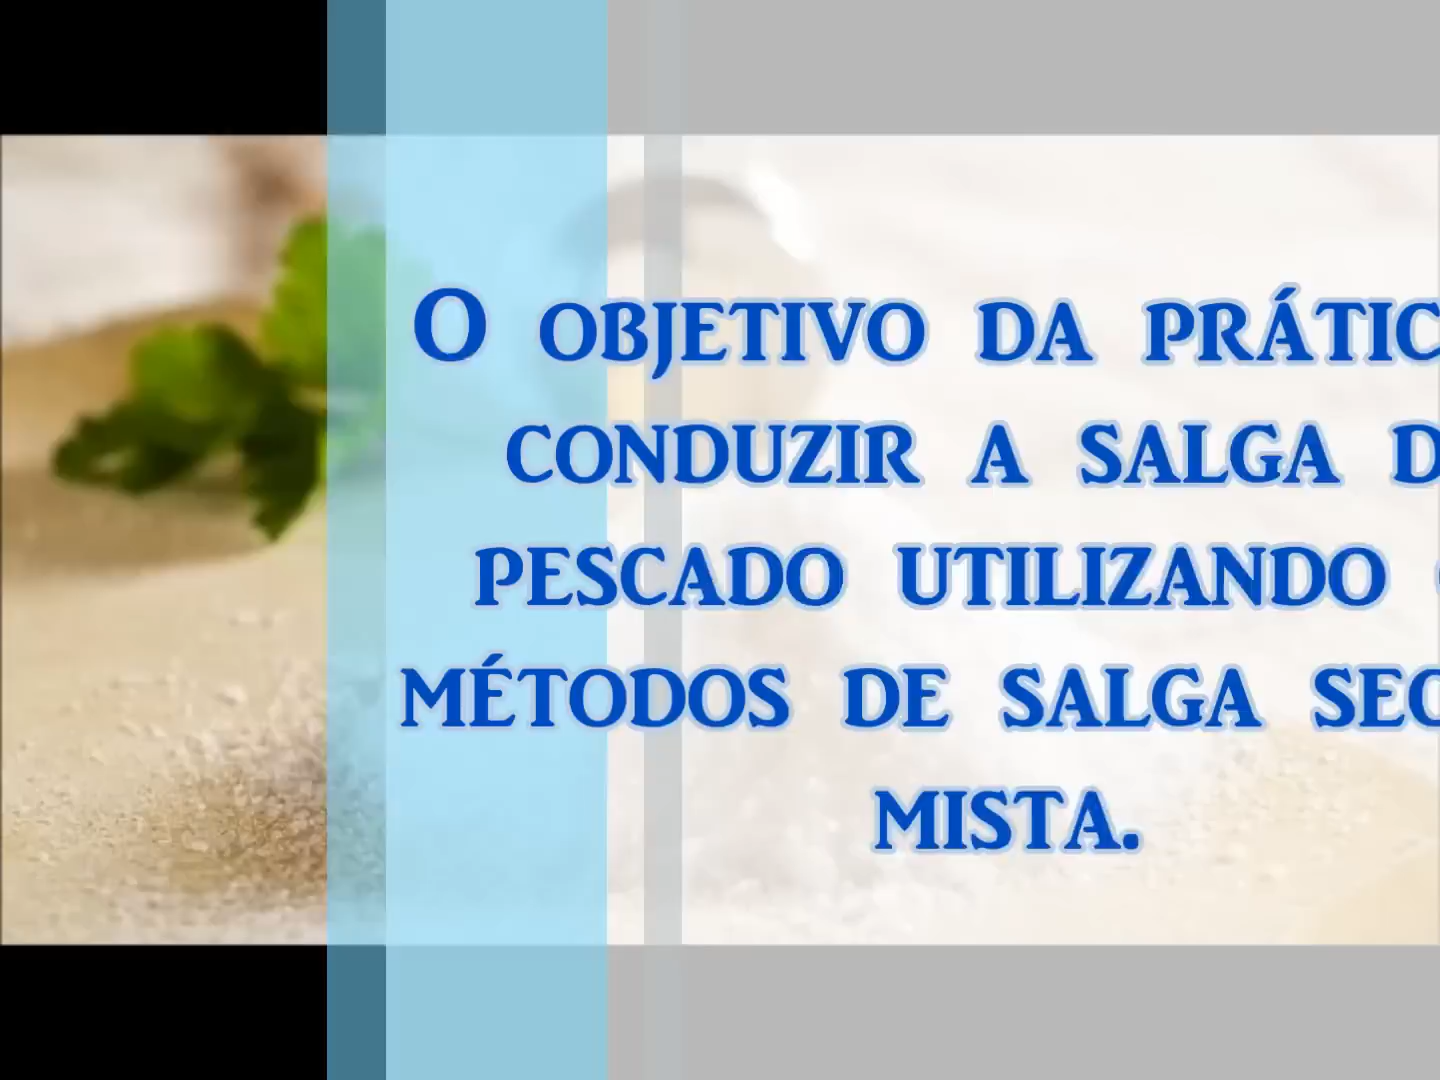 O OBJETIVO DA PRÁTIC
CONDUZIR A SALGA D
PESCADO UTILIZANDO
MÉTODOS DE SALGA SEC
MISTA.